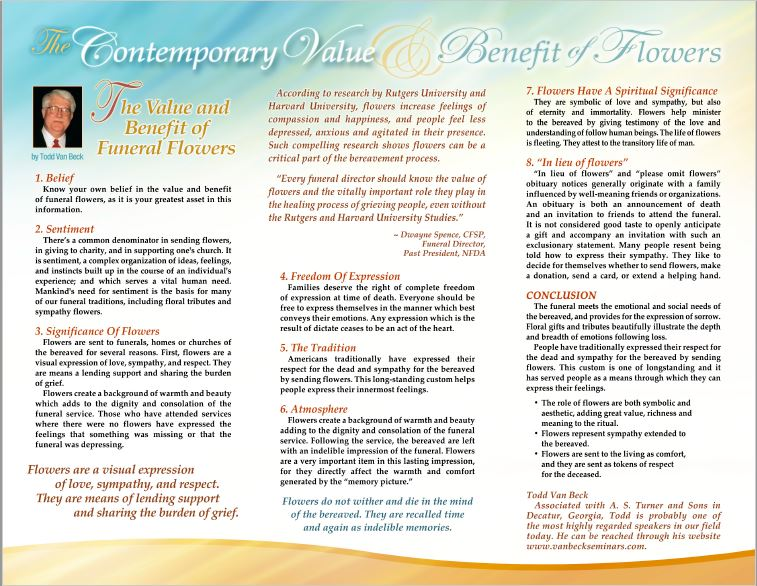 The Contemporary Value & Benefit of Flowers
The Value and
Benefit of
Funeral Flowers
by Todd Van Beck
1. Belief
Know your own belief in the value and benefit
of funeral flowers, as it is your greatest asset in this
information.
2. Sentiment
There's a common denominator in sending flowers,
in giving to charity, and in supporting one's church. It
is sentiment, a complex organization of ideas, feelings,
and instincts built up in the course of an individual's
experience; and which serves a vital human need.
Mankind's need for sentiment is the basis for many
of our funeral traditions, including floral tributes and
sympathy flowers.
3. Significance Of Flowers
Flowers are sent to funerals, homes or churches of
the bereaved for several reasons. First, flowers are a
visual expression of love, sympathy, and respect. They
are means a lending support and sharing the burden
of grief.
Flowers create a background of warmth and beauty
which adds to the dignity and consolation of the
funeral service. Those who have attended services
where there were no flowers have expressed the
feelings that something was missing or that the
funeral was depressing.
Flowers are a visual expression
of love, sympathy, and respect.
They are means of lending support
and sharing the burden of grief.
According to research by Rutgers University and
Harvard University, flowers increase feelings of
compassion and happiness, and people feel less
depressed, anxious and agitated in their presence.
Such compelling research shows flowers can be a
critical part of the bereavement process.
"Every funeral director should know the value of
flowers and the vitally important role they play in
the healing process of grieving people, even without
the Rutgers and Harvard University Studies."
~ Dwayne Spence, CFSP,
Funeral Director,
Past President, NFDA
4. Freedom Of Expression
Families deserve the right of complete freedom
of expression at time of death. Everyone should be
free to express themselves in the manner which best
conveys their emotions. Any expression which is the
result of dictate ceases to be an act of the heart.
5. The Tradition
Americans traditionally have expressed their
respect for the dead and sympathy for the bereaved
by sending flowers. This long-standing custom helps
people express their innermost feelings.
6. Atmosphere
Flowers create a background of warmth and beauty
adding to the dignity and consolation of the funeral
service. Following the service, the bereaved are left
with an indelible impression of the funeral. Flowers
are a very important item in this lasting impression,
for they directly affect the warmth and comfort
generated by the "memory picture."
Flowers do not wither and die in the mind
of the bereaved. They are recalled time
and again as indelible memories.
7. Flowers Have A Spiritual Significance
They are symbolic of love and sympathy, but also
of eternity and immortality. Flowers help minister
to the bereaved by giving testimony of the love and
understanding of follow human beings. The life of flowers
is fleeting. They attest to the transitory life of man.
8. "In lieu of flowers"
"In lieu of flowers" and "please omit flowers"
obituary notices generally originate with a family
influenced by well-meaning friends or organizations.
An obituary is both an announcement of death
and an invitation to friends to attend the funeral.
It is not considered good taste to openly anticipate
a gift and accompany an invitation with such an
exclusionary statement. Many people resent being
told how to express their sympathy. They like to
decide for themselves whether to send flowers, make
a donation, send a card, or extend a helping hand.
CONCLUSION
The funeral meets the emotional and social needs of
the bereaved, and provides for the expression of sorrow.
Floral gifts and tributes beautifully illustrate the depth
and breadth of emotions following loss.
People have traditionally expressed their respect for
the dead and sympathy for the bereaved by sending
flowers. This custom is one of longstanding and it
has served people as a means through which they can
express their feelings.
• The role of flowers are both symbolic and
aesthetic, adding great value, richness and
meaning to the ritual.
• Flowers represent sympathy extended to
the bereaved.
• Flowers are sent to the living as comfort,
and they are sent as tokens of respect
for the deceased.
Todd Van Beck
Associated with A. S. Turner and Sons in
Decatur, Georgia, Todd is probably one of
the most highly regarded speakers in our field
today. He can be reached through his website
www.vanbeckseminars.com.